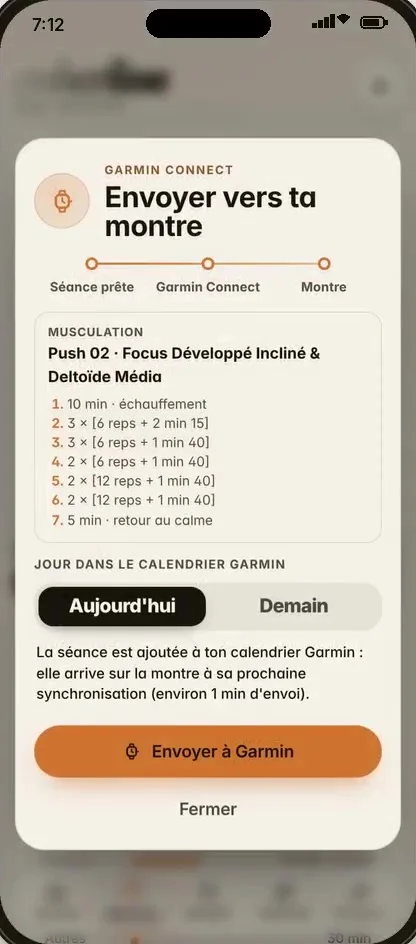 7:12
GARMIN CONNECT
Envoyer vers ta
montre
Séance prête
Garmin Connect
Montre
MUSCULATION
Push 02 · Focus Développé Incliné &
Deltoïde Média
1. 10 min · échauffement
2. 3 × [6 reps + 2 min 15]
3. 3 × [6 reps + 1 min 40]
4. 2 × [6 reps + 1 min 40]
5. 2 × [12 reps + 1 min 40]
6. 2 × [12 reps + 1 min 40]
7. 5 min · retour au calme
JOUR DANS LE CALENDRIER GARMIN
Aujourd'hui
Demain
La séance est ajoutée à ton calendrier Garmin :
elle arrive sur la montre à sa prochaine
synchronisation (environ 1 min d'envoi).
Envoyer à Garmin
Fermer
Autres
30 min